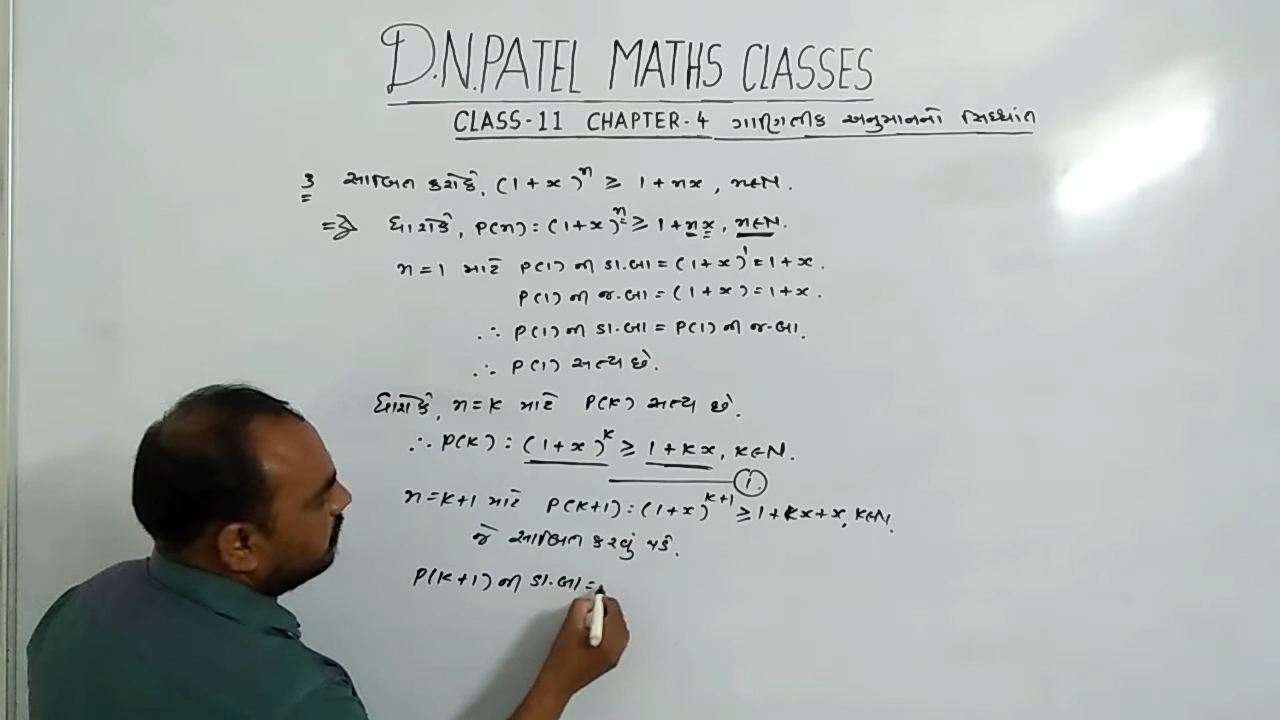 D.N.PATEL MATHS CLASSES
CLASS-11 CHAPTER-4 ગાણિતીક અનુમાનનો સિધ્ધાંત
3 સાબિત કરોકે, (1+x)^n ≥ 1+nx, n∈N.
⇒ ધારોકે, P(n): (1+x)^n ≥ 1+nx, n∈N.
n=1 માટે P(1) ની ડા.બા = (1+x)^1 = 1+x.
P(1) ની જ.બા = (1+x) = 1+x.
∴ P(1) ની ડા.બા = P(1) ની જ.બા.
∴ P(1) સત્ય છે.
ધારોકે, n=k માટે P(k) સત્ય છે.
∴ P(k): (1+x)^k ≥ 1+kx, k∈N.
(i.)
n=k+1 માટે P(k+1): (1+x)^k+1 ≥ 1+kx+x, k∈N.
જે સાબિત કરવું પડે.
P(k+1) ની ડા.બા =